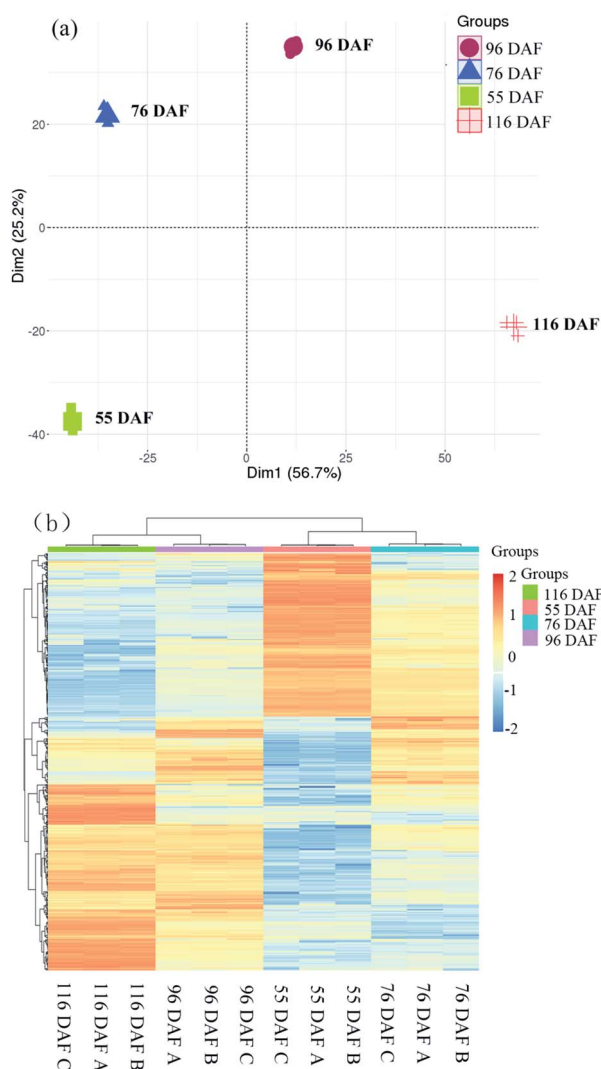 (a)
96 DAF
76 DAF
55 DAF
116 DAF
Groups
96 DAF
76 DAF
55 DAF
116 DAF
20
0
-20
-40
Dim2 (25.2%)
-25
0
25
50
Dim1 (56.7%)
(b)
Groups
2
1
0
-1
-2
Groups
116 DAF
55 DAF
76 DAF
96 DAF
116 DAF C
116 DAF A
116 DAF B
96 DAF A
96 DAF B
96 DAF C
55 DAF C
55 DAF A
55 DAF B
76 DAF C
76 DAF A
76 DAF B